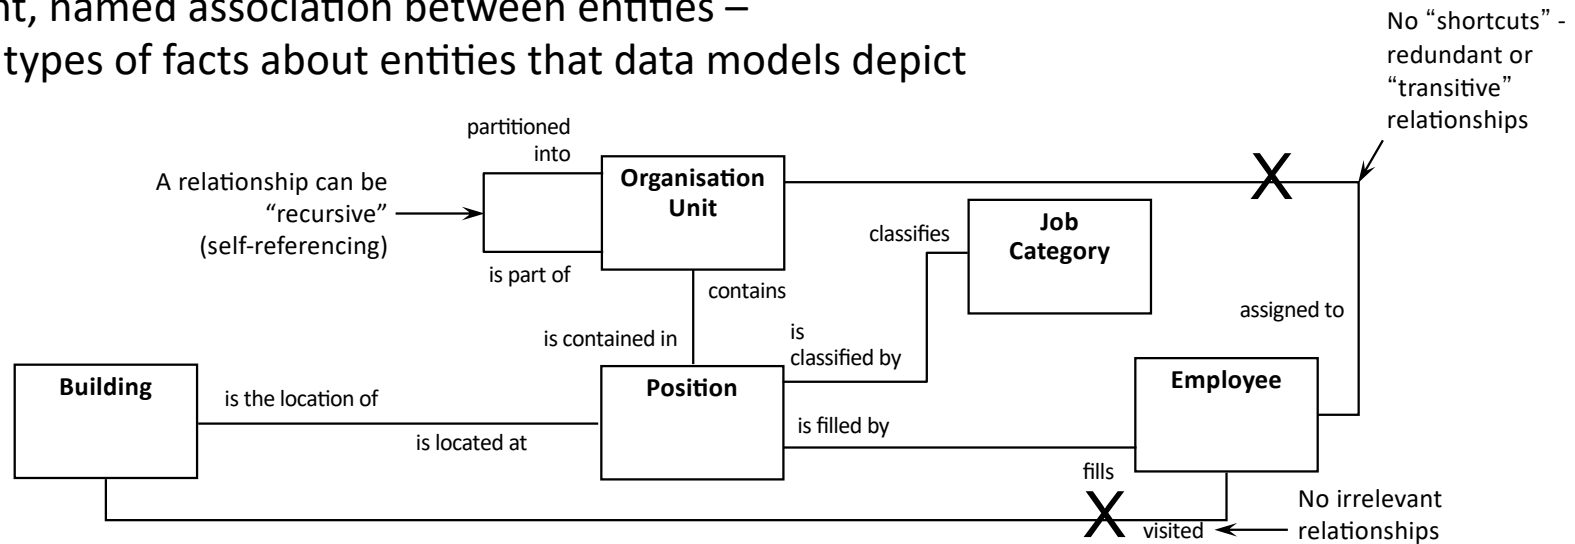 nt, named association between entities –
types of facts about entities that data models depict
No “shortcuts” -
redundant or
“transitive”
relationships
partitioned
into
A relationship can be
“recursive”
(self-referencing)
Organisation
Unit
X
classifies
Job
Category
is part of
contains
is contained in
is
classified by
assigned to
Building
is the location of
is located at
Position
is filled by
Employee
fills
X
visited
No irrelevant
relationships